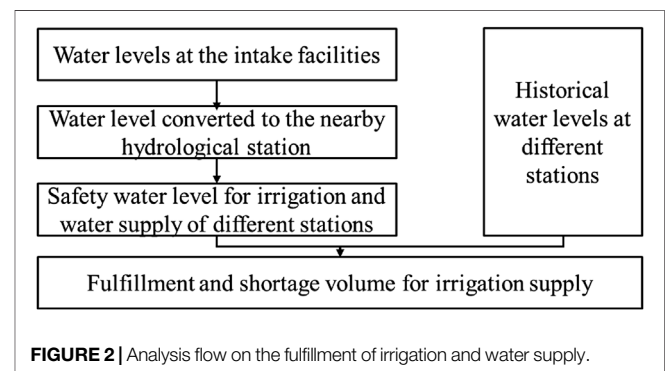 Water levels at the intake facilities
Water level converted to the nearby
hydrological station
Safety water level for irrigation and
water supply of different stations
Historical
water levels at
different
stations
Fulfillment and shortage volume for irrigation supply
FIGURE 2 | Analysis flow on the fulfillment of irrigation and water supply.